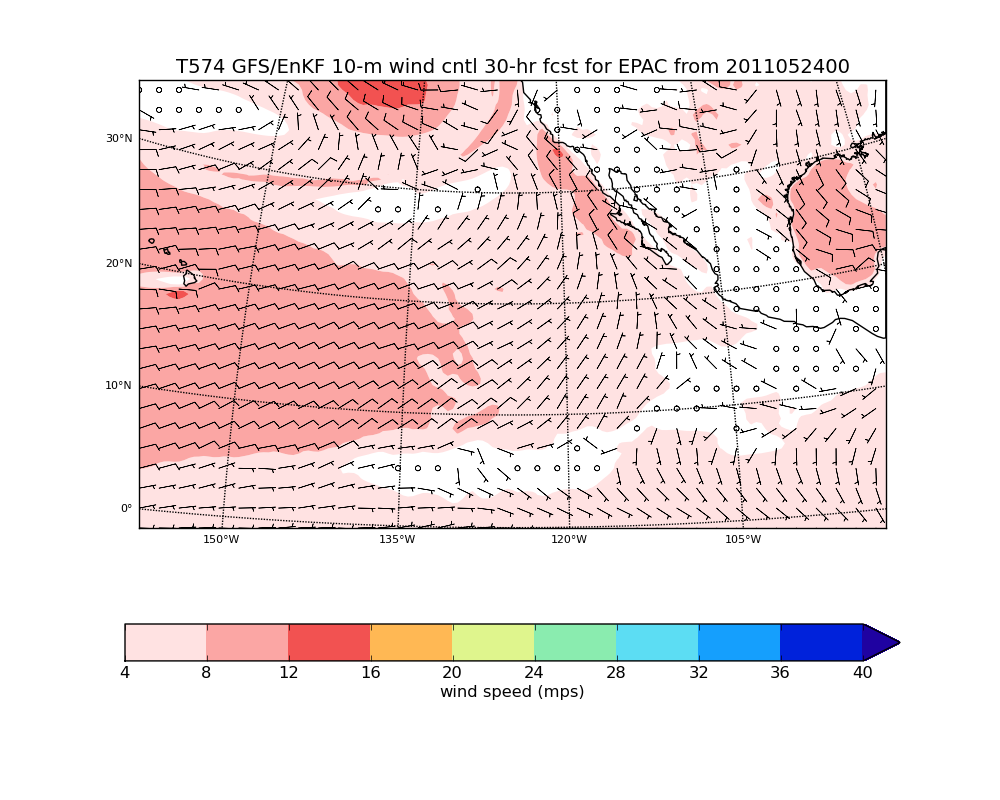 T574 GFS/EnKF 10-m wind cntl 30-hr fcst for EPAC from 2011052400
30°N
20°N
10°N
0°
150°W 135°W 120°W 105°W
4 8 12 16 20 24 28 32 36 40
wind speed (mps)